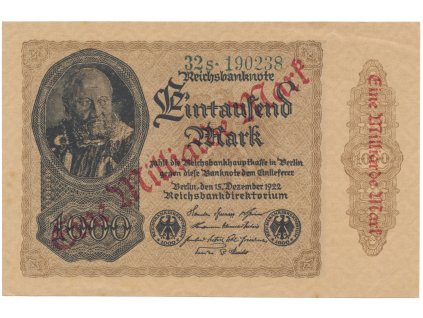 32s·190238
Reichsbanknote
Eintausend
Mark
zahlt die Reichsbankhauptkasse in Berlin
gegen diese Banknote dem Einlieferer
Berlin, den 15. Dezember 1922
Reichsbankdirektorium
1000
Eine Milliarde Mark
Eine Milliarde Mark